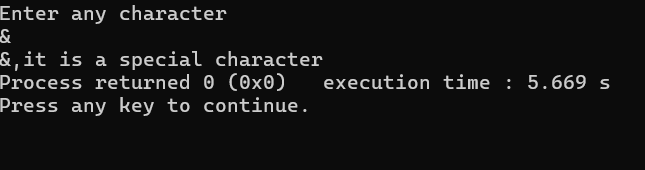 Enter any character
&
&,it is a special character
Process returned 0 (0x0)   execution time : 5.669 s
Press any key to continue.